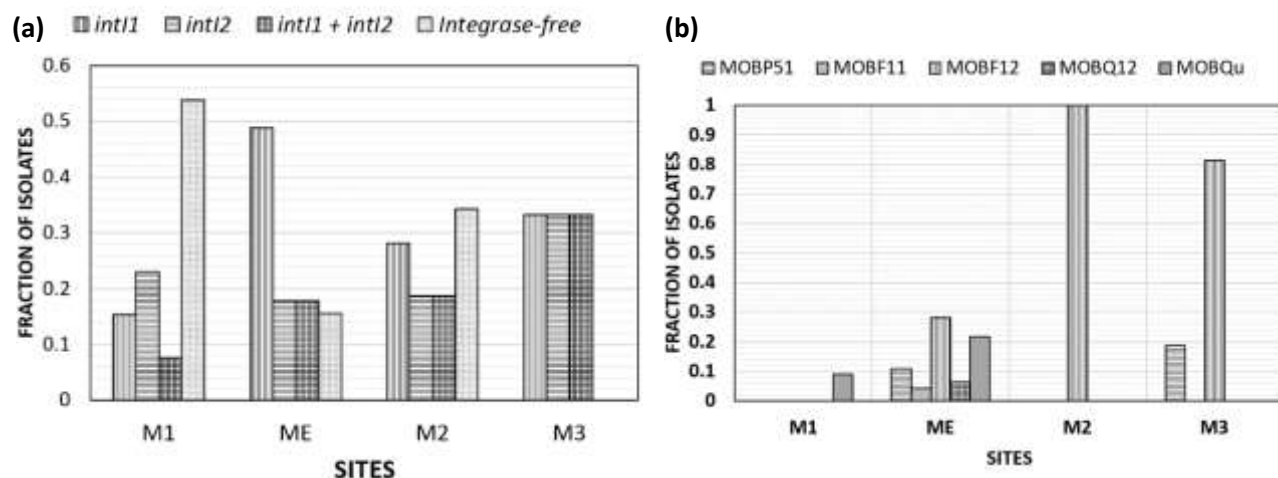 (a)
intI1 intI2 intI1 + intI2 Integrase-free
FRACTION OF ISOLATES
0.6
0.5
0.4
0.3
0.2
0.1
0
M1 ME M2 M3
SITES
(b)
MOBP51 MOBF11 MOBF12 MOBQ12 MOBQu
FRACTION OF ISOLATES
1
0.9
0.8
0.7
0.6
0.5
0.4
0.3
0.2
0.1
0
M1 ME M2 M3
SITES